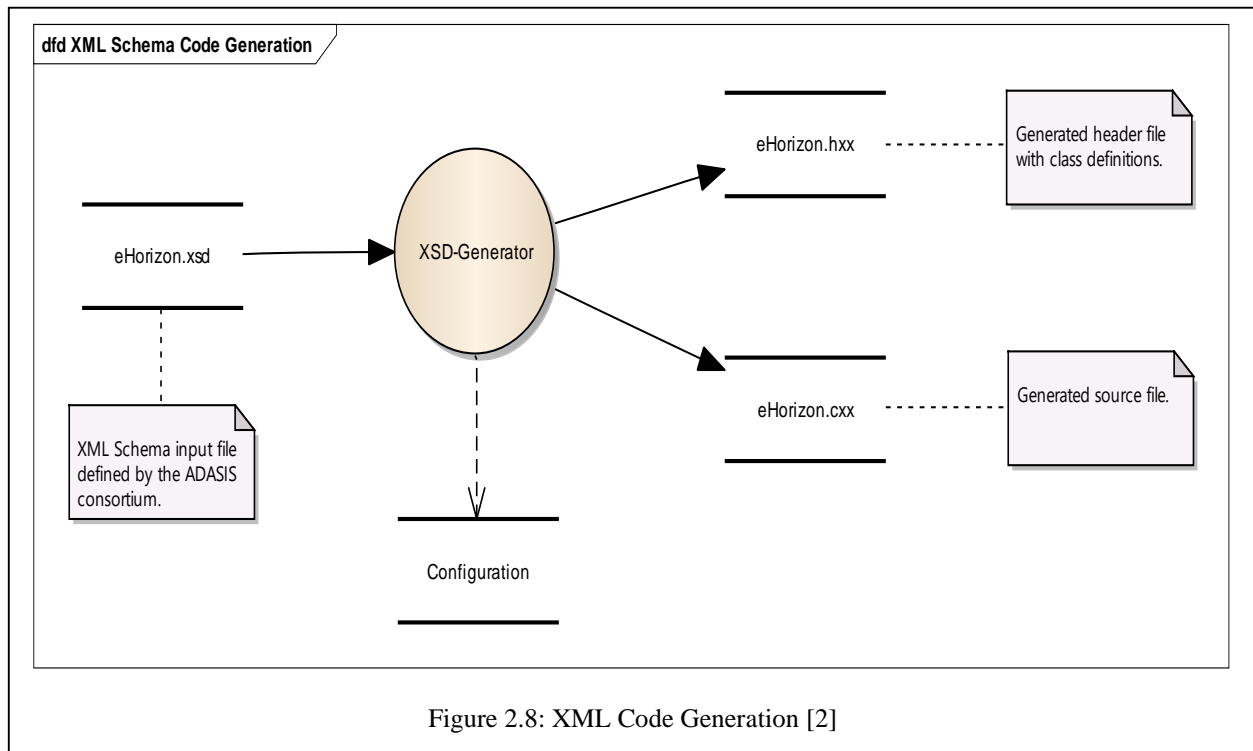 dfd XML Schema Code Generation
eHorizon.xsd
XML Schema input file
defined by the ADASIS
consortium.
XSD-Generator
Configuration
eHorizon.hxx
Generated header file
with class definitions.
eHorizon.cxx
Generated source file.
Figure 2.8: XML Code Generation [2]